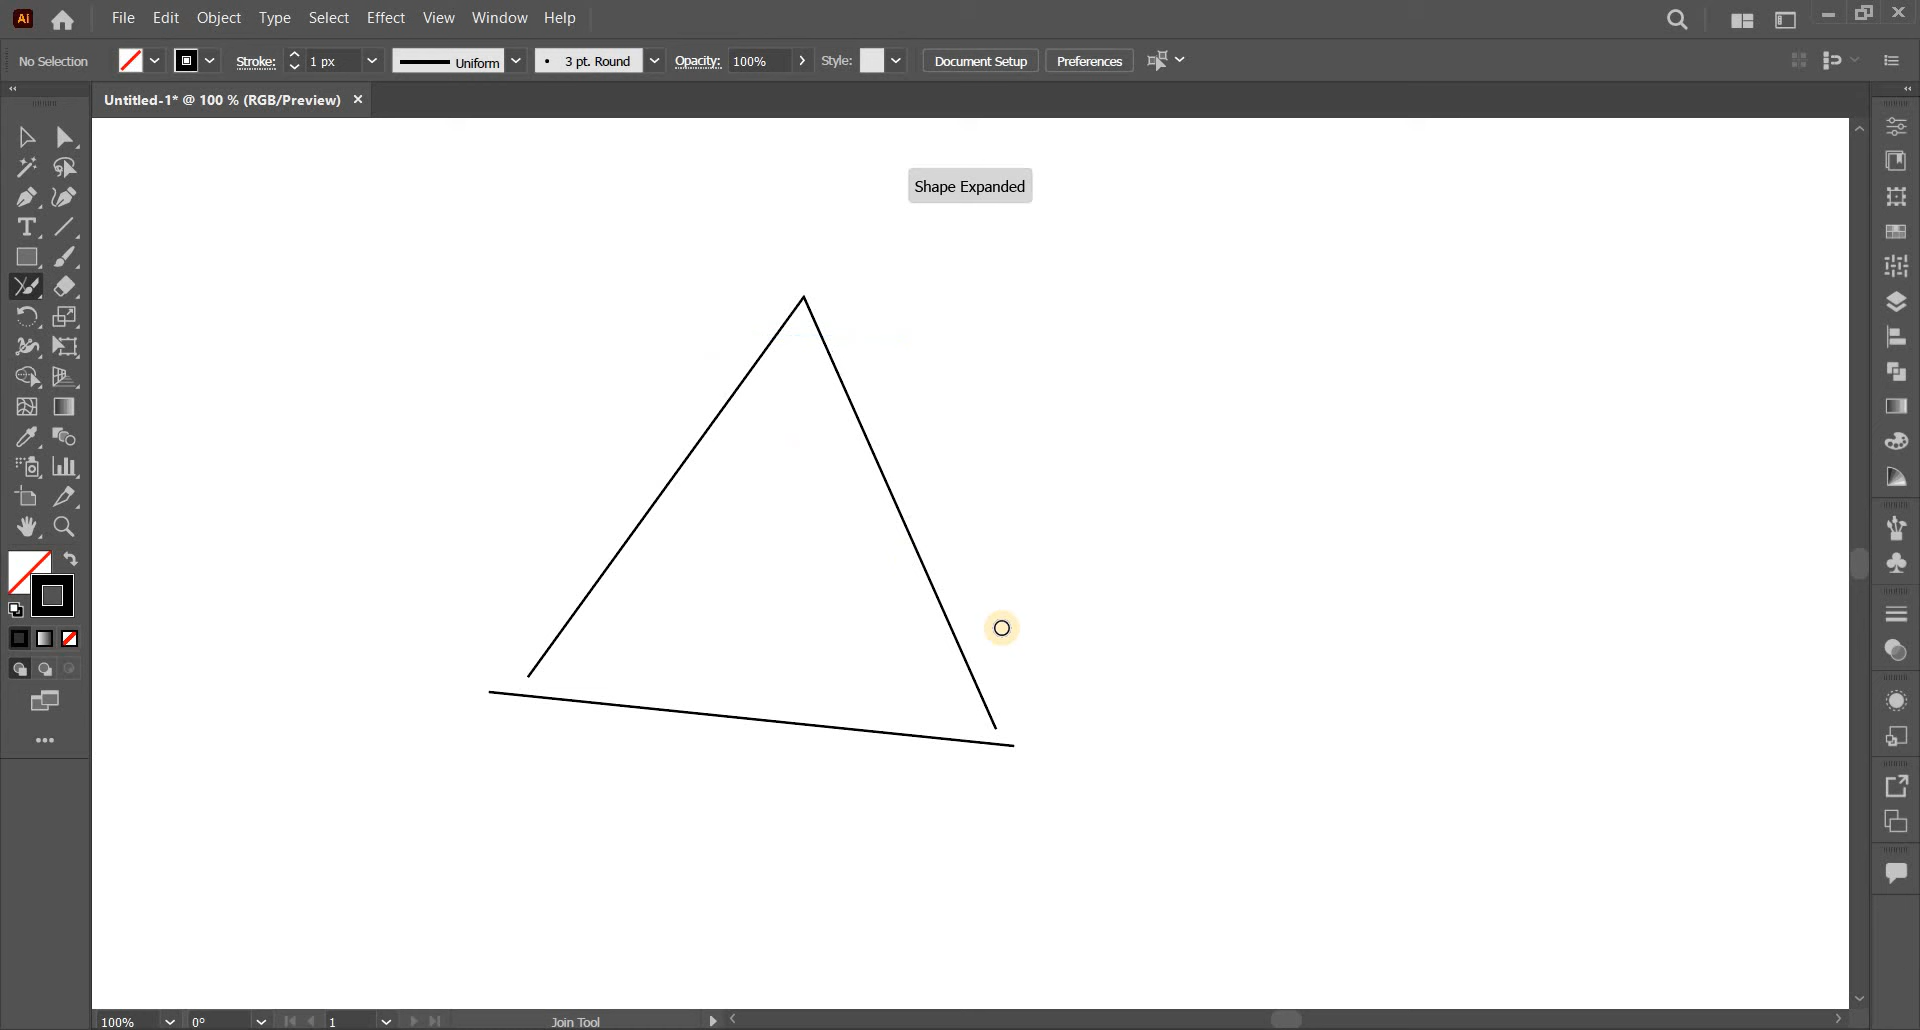 Ai File Edit Object Type Select Effect View Window Help
No Selection Stroke: 1 px Uniform 3 pt. Round Opacity: 100% Style: Document Setup Preferences
Untitled-1* @ 100 % (RGB/Preview)
Shape Expanded
100% 0° 1 Join Tool